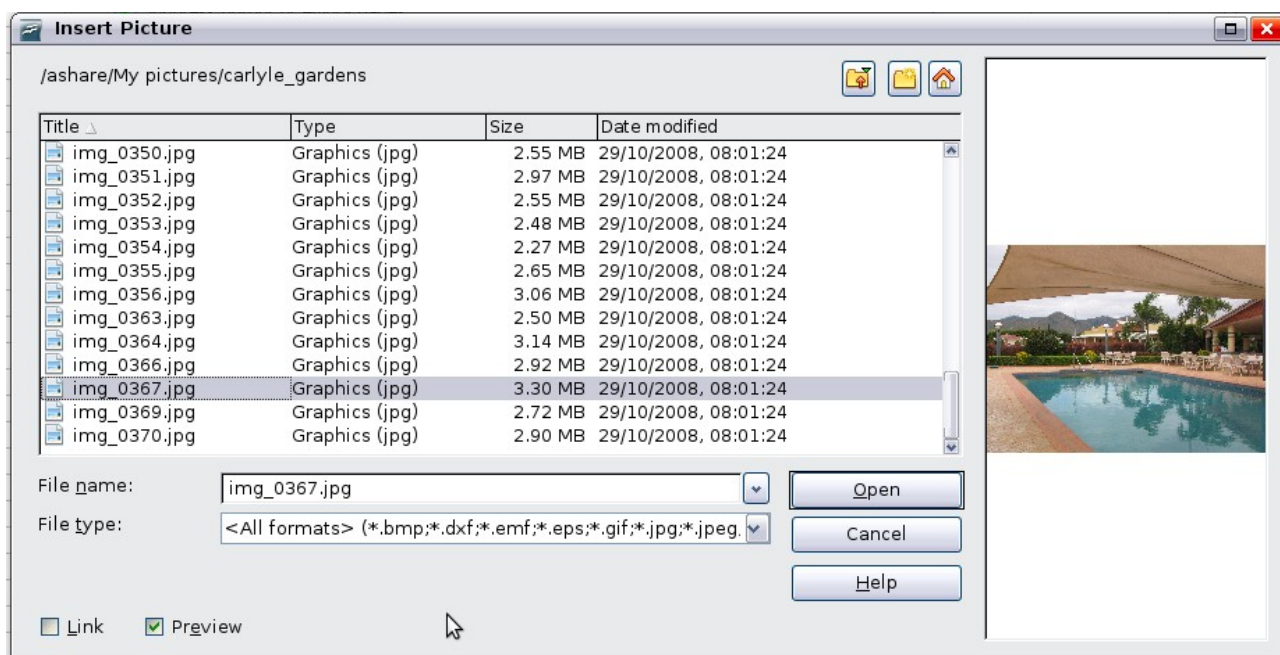 Insert Picture
/ashare/My pictures/carlyle_gardens
Title Type Size Date modified
img_0350.jpg Graphics (jpg) 2.55 MB 29/10/2008, 08:01:24
img_0351.jpg Graphics (jpg) 2.97 MB 29/10/2008, 08:01:24
img_0352.jpg Graphics (jpg) 2.55 MB 29/10/2008, 08:01:24
img_0353.jpg Graphics (jpg) 2.48 MB 29/10/2008, 08:01:24
img_0354.jpg Graphics (jpg) 2.27 MB 29/10/2008, 08:01:24
img_0355.jpg Graphics (jpg) 2.65 MB 29/10/2008, 08:01:24
img_0356.jpg Graphics (jpg) 3.06 MB 29/10/2008, 08:01:24
img_0363.jpg Graphics (jpg) 2.50 MB 29/10/2008, 08:01:24
img_0364.jpg Graphics (jpg) 3.14 MB 29/10/2008, 08:01:24
img_0366.jpg Graphics (jpg) 2.92 MB 29/10/2008, 08:01:24
img_0367.jpg Graphics (jpg) 3.30 MB 29/10/2008, 08:01:24
img_0369.jpg Graphics (jpg) 2.72 MB 29/10/2008, 08:01:24
img_0370.jpg Graphics (jpg) 2.90 MB 29/10/2008, 08:01:24
File name: img_0367.jpg Open
File type: <All formats> (*.bmp;*.dxf;*.emf;*.eps;*.gif;*.jpg;*.jpeg. Cancel
Help
Link Preview